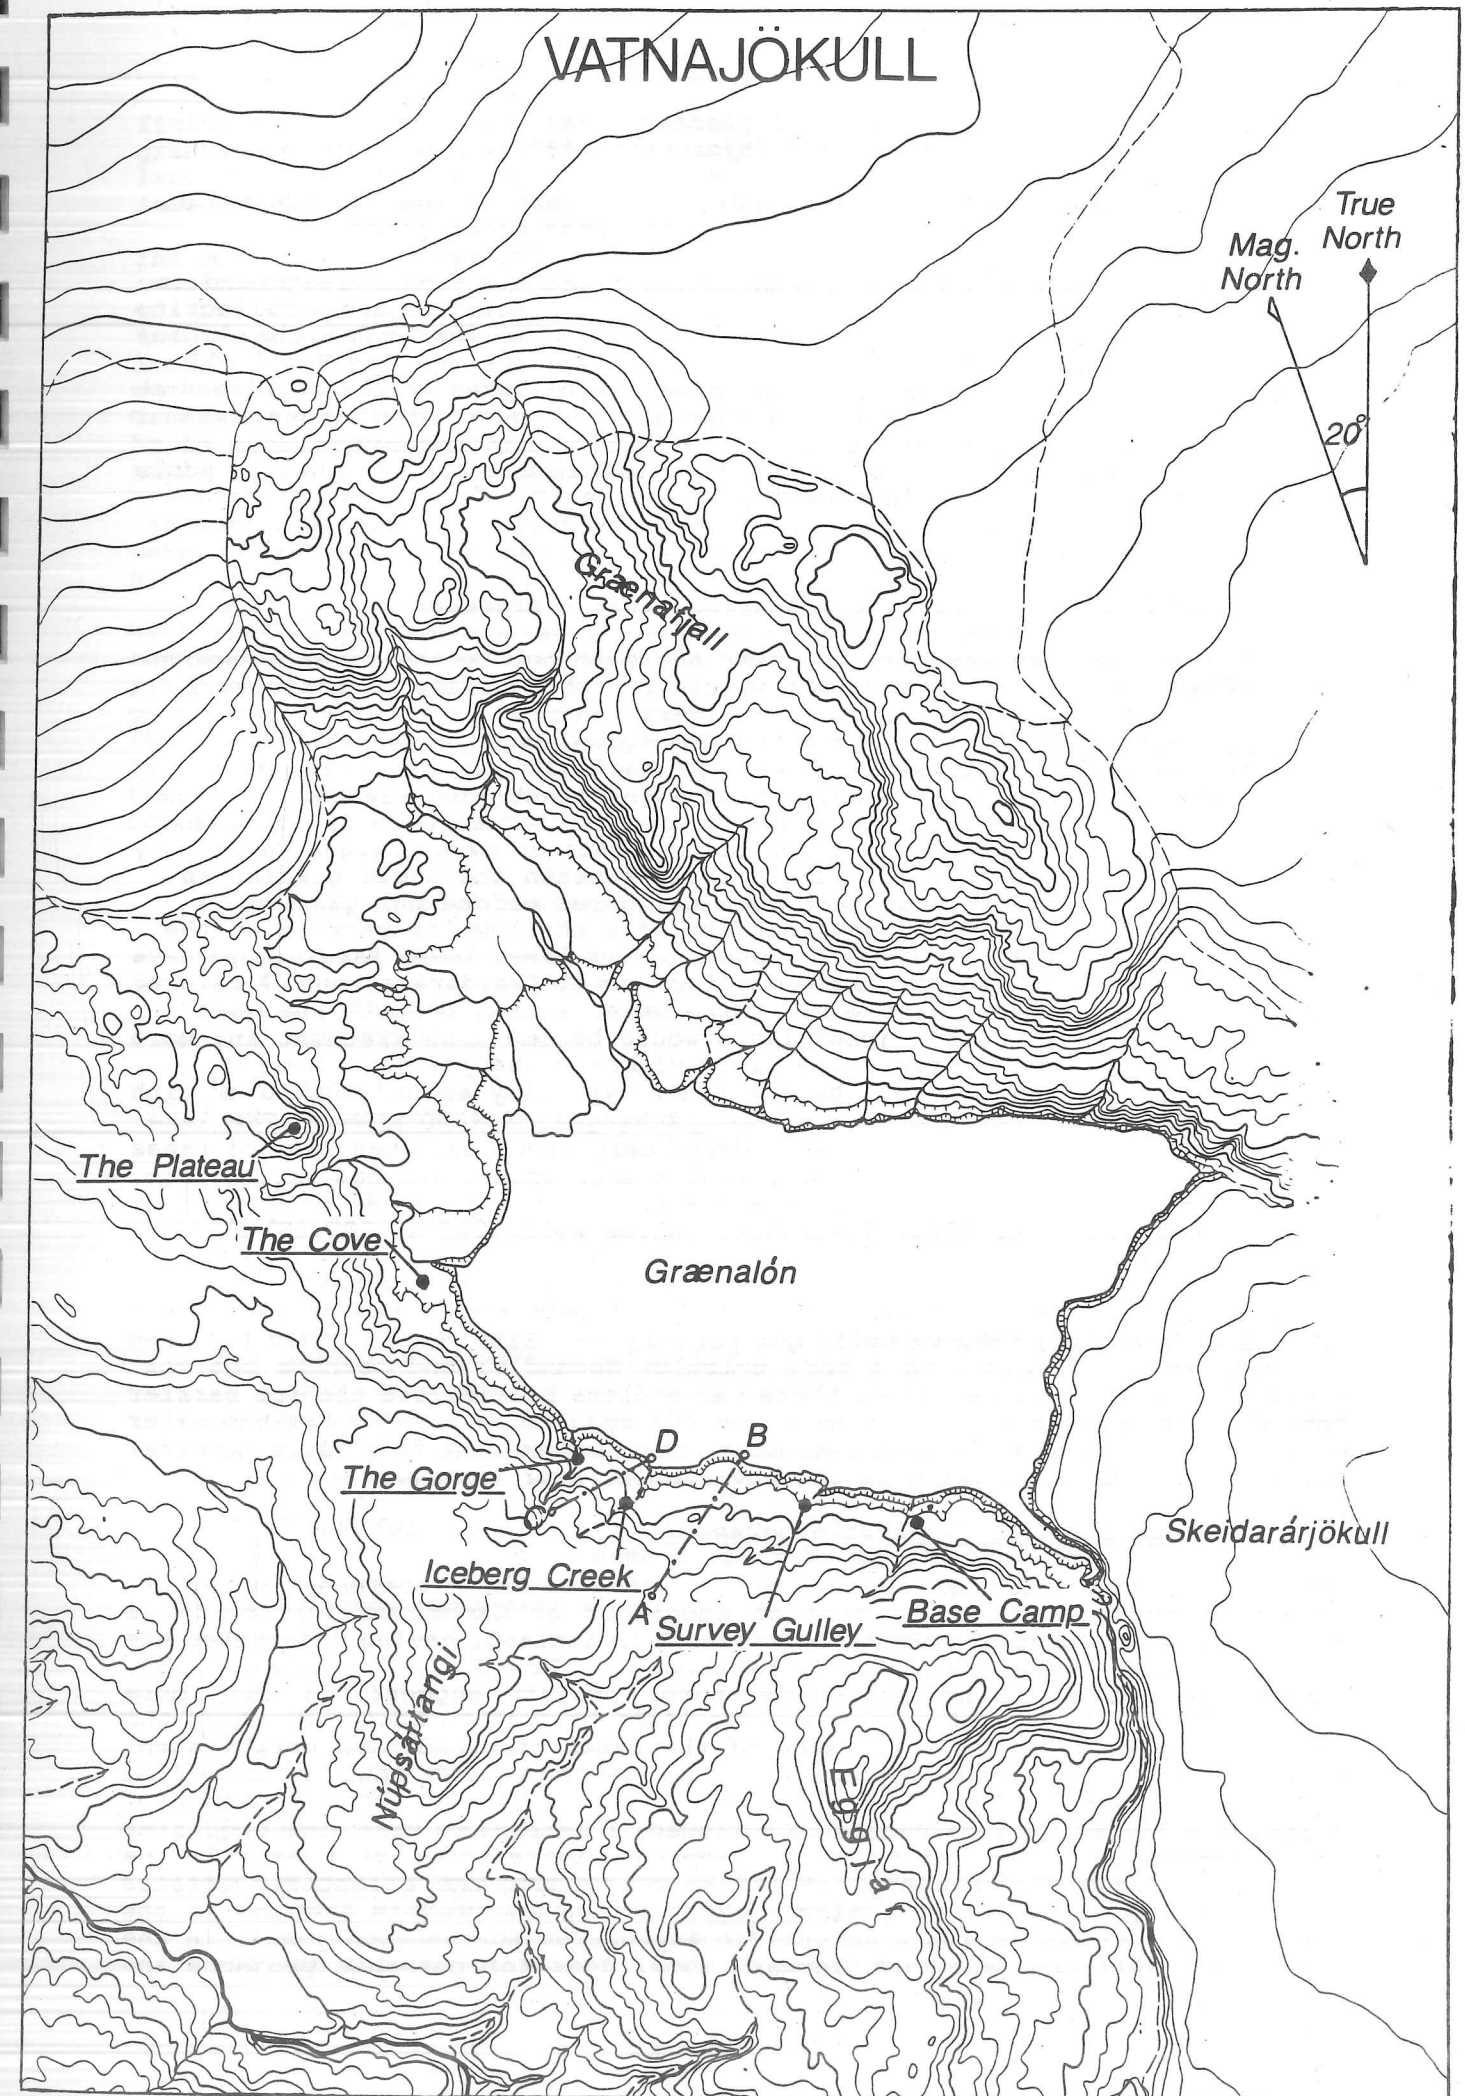 VATNAJÖKULL
True
North
Mag.
North
20°
Grænafjall
The Plateau
The Cove
Grænalón
D
B
The Gorge
Skeidarárjökull
Iceberg Creek
A
Base Camp
Survey Gulley
Núpsártangi
Eggjar